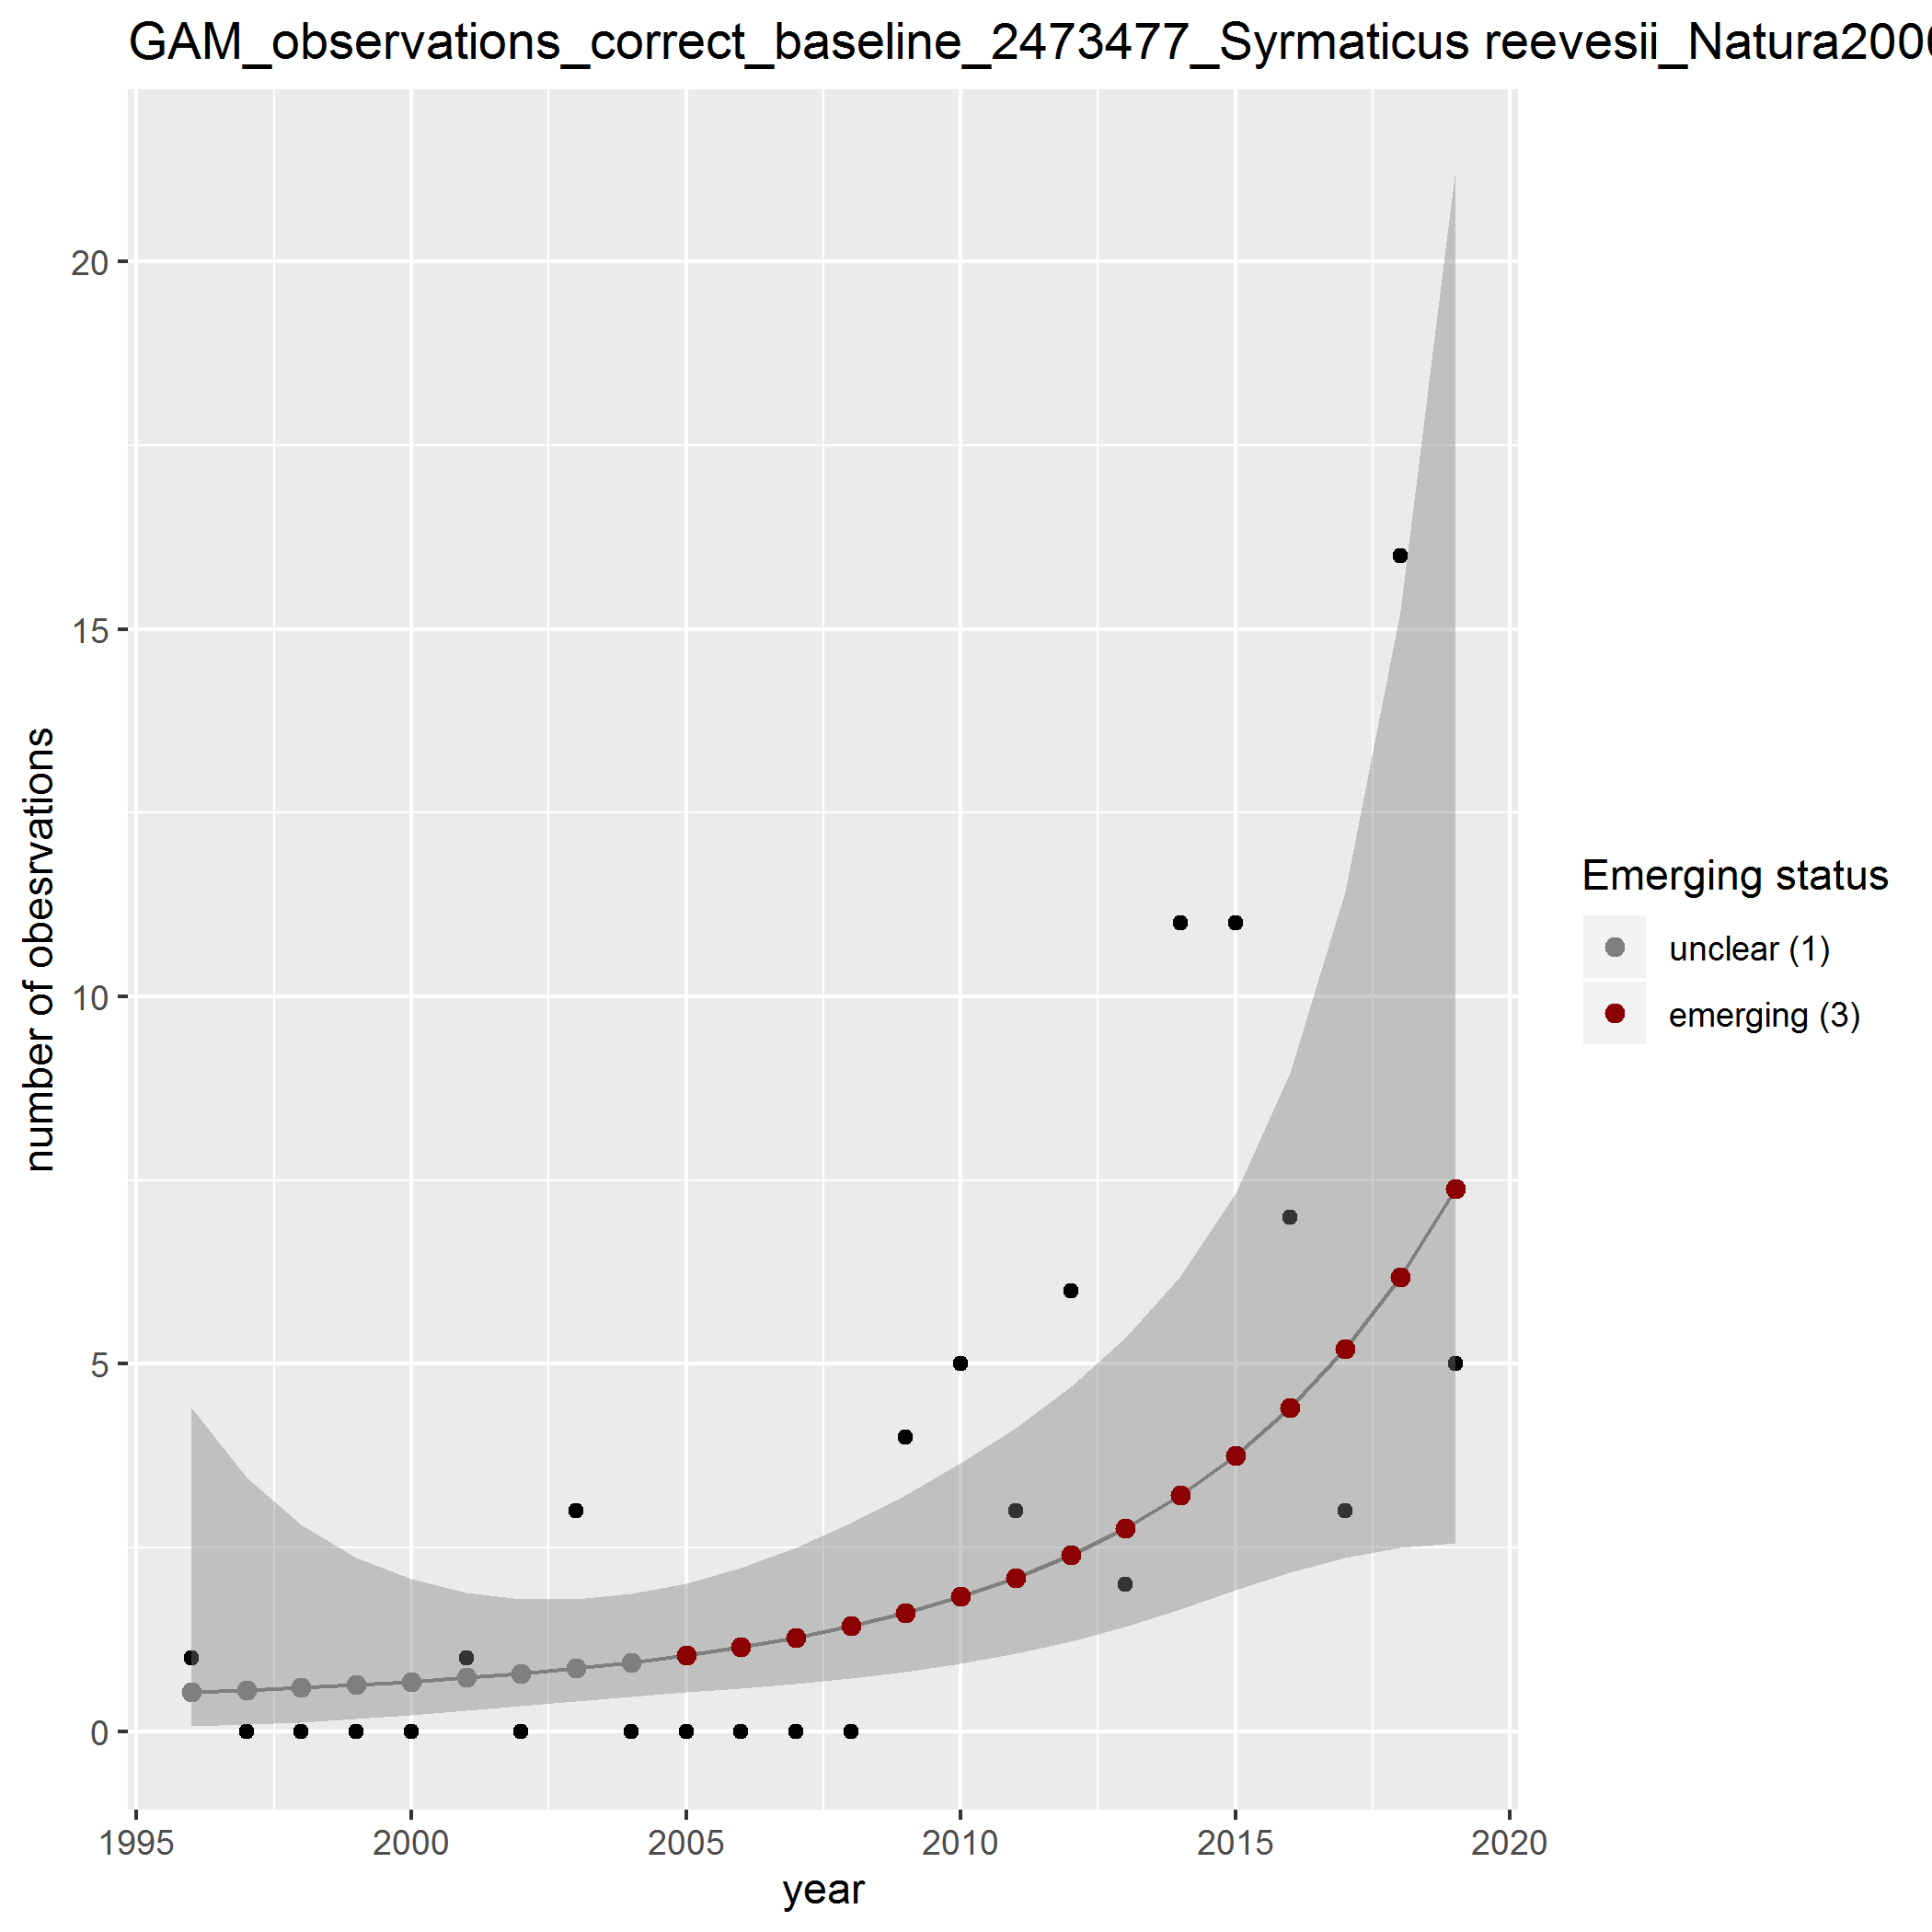 GAM_observations_correct_baseline_2473477_Syrmaticus reevesii_Natura200
number of obesrvations
20
15
10
5
0
1995 2000 2005 2010 2015 2020
year
Emerging status
unclear (1)
emerging (3)